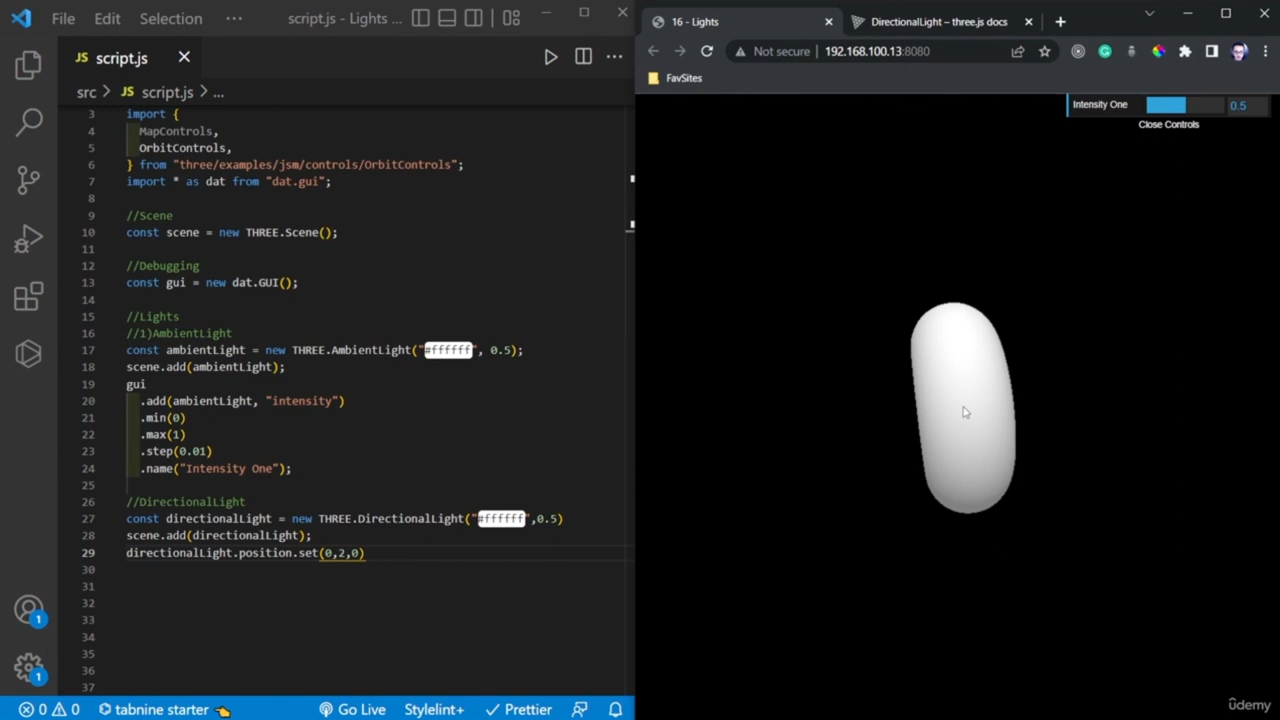 File Edit Selection ··· script.js - Lights ...
JS script.js
src > JS script.js > ...
3 import {
4 MapControls,
5 OrbitControls,
6 } from "three/examples/jsm/controls/OrbitControls";
7 import * as dat from "dat.gui";
8
9 //Scene
10 const scene = new THREE.Scene();
11
12 //Debugging
13 const gui = new dat.GUI();
14
15 //Lights
16 //1)AmbientLight
17 const ambientLight = new THREE.AmbientLight("#ffffff", 0.5);
18 scene.add(ambientLight);
19 gui
20 .add(ambientLight, "intensity")
21 .min(0)
22 .max(1)
23 .step(0.01)
24 .name("Intensity One");
25
26 //DirectionalLight
27 const directionalLight = new THREE.DirectionalLight("#ffffff",0.5)
28 scene.add(directionalLight);
29 directionalLight.position.set(0,2,0)
30
31
32
33
34
35
36
37
1
1
0 0 tabnine starter Go Live Stylelint+ Prettier
16 - Lights
DirectionalLight – three.js docs
Not secure 192.168.100.13:8080
FavSites
Intensity One 0.5
Close Controls
ûdemy